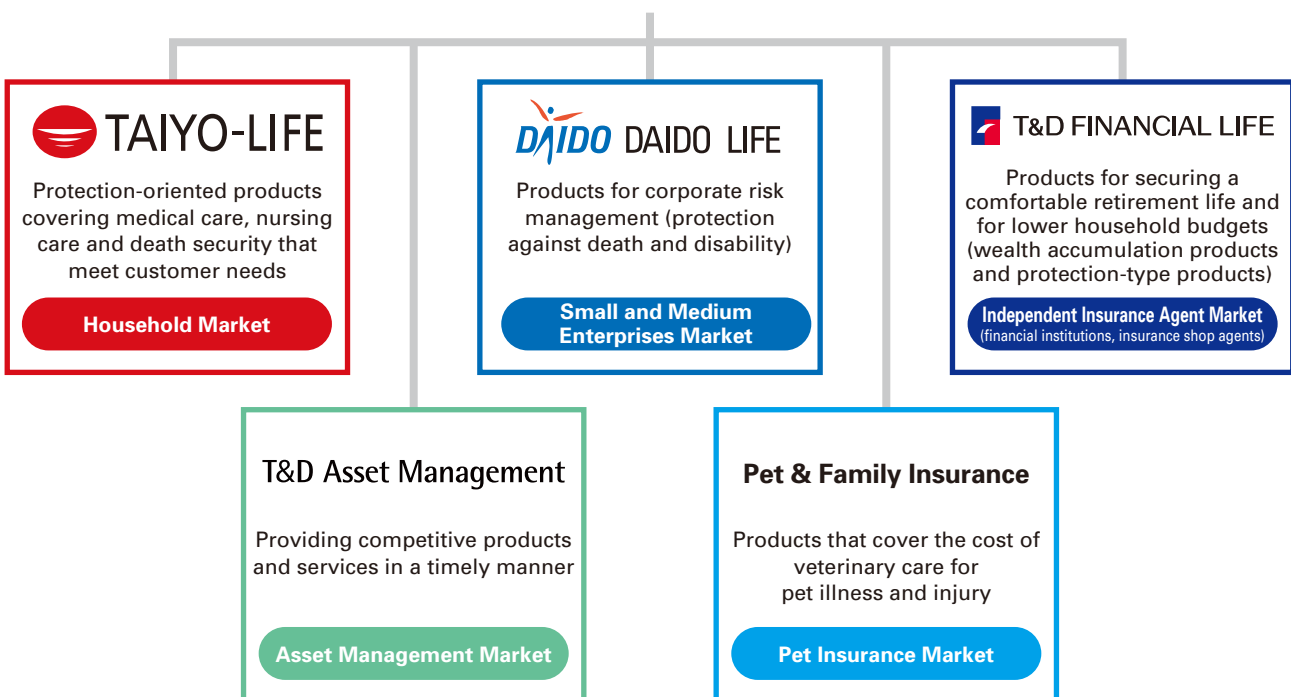 TAIYO-LIFE
Protection-oriented products
covering medical care, nursing
care and death security that
meet customer needs
Household Market
DAIDO DAIDO LIFE
Products for corporate risk
management (protection
against death and disability)
Small and Medium
Enterprises Market
T&D FINANCIAL LIFE
Products for securing a
comfortable retirement life and
for lower household budgets
(wealth accumulation products
and protection-type products)
Independent Insurance Agent Market
(financial institutions, insurance shop agents)
T&D Asset Management
Providing competitive products
and services in a timely manner
Asset Management Market
Pet & Family Insurance
Products that cover the cost of
veterinary care for
pet illness and injury
Pet Insurance Market